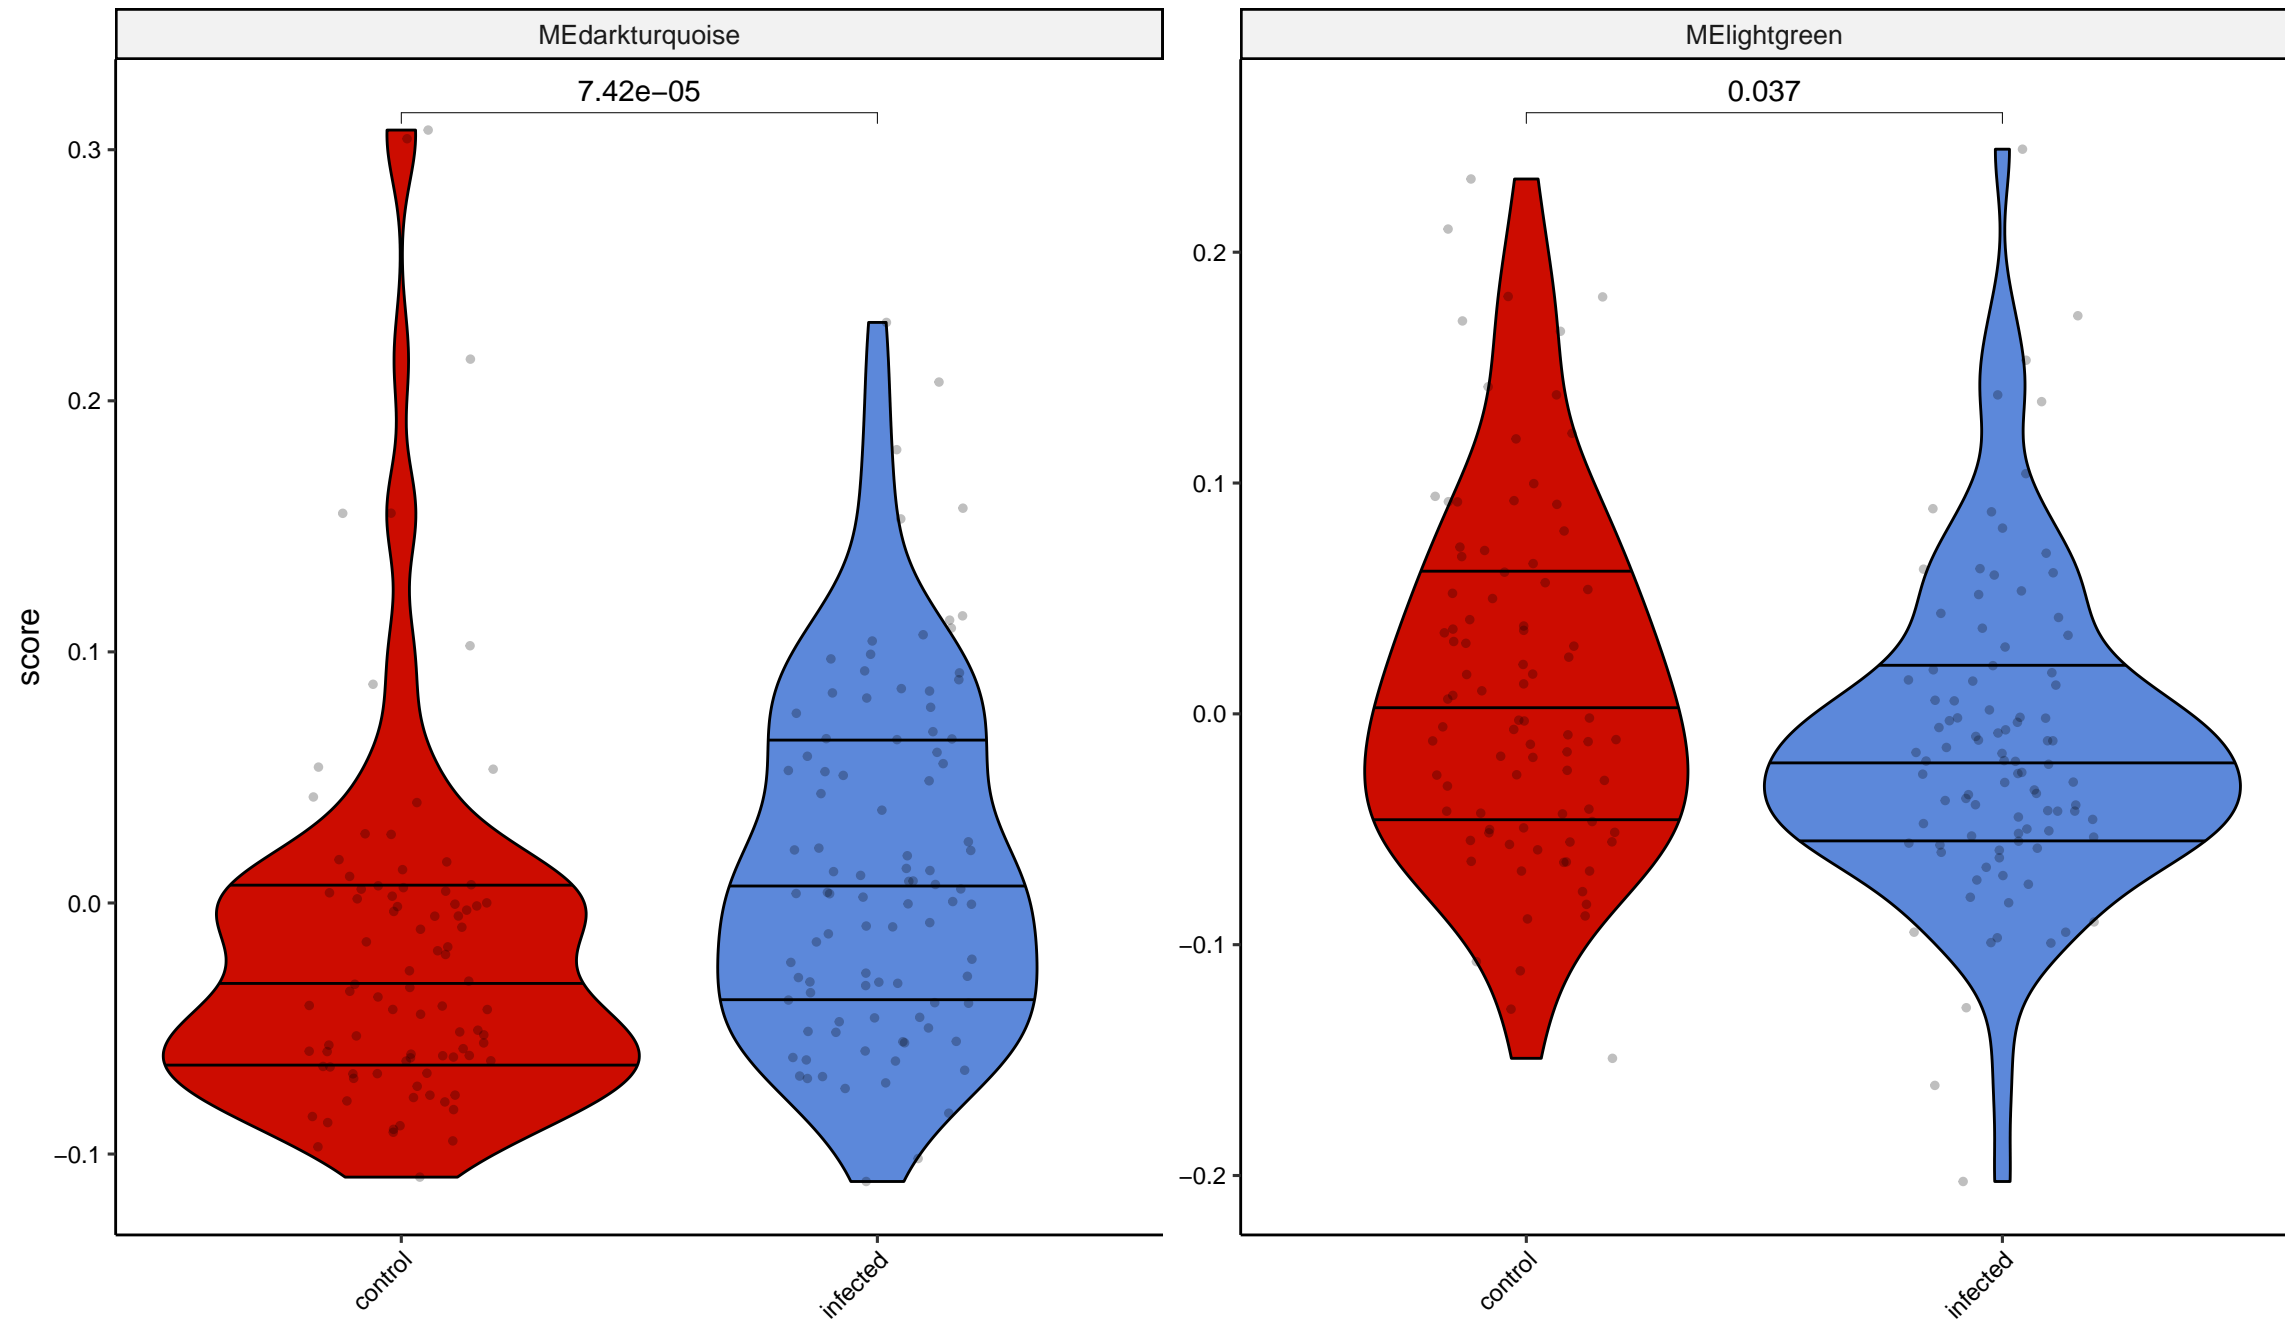 MEdarkturquoise
7.42e−05
score
0.3
0.2
0.1
0.0
−0.1
control
infected
MElightgreen
0.037
0.2
0.1
0.0
−0.1
−0.2
control
infected